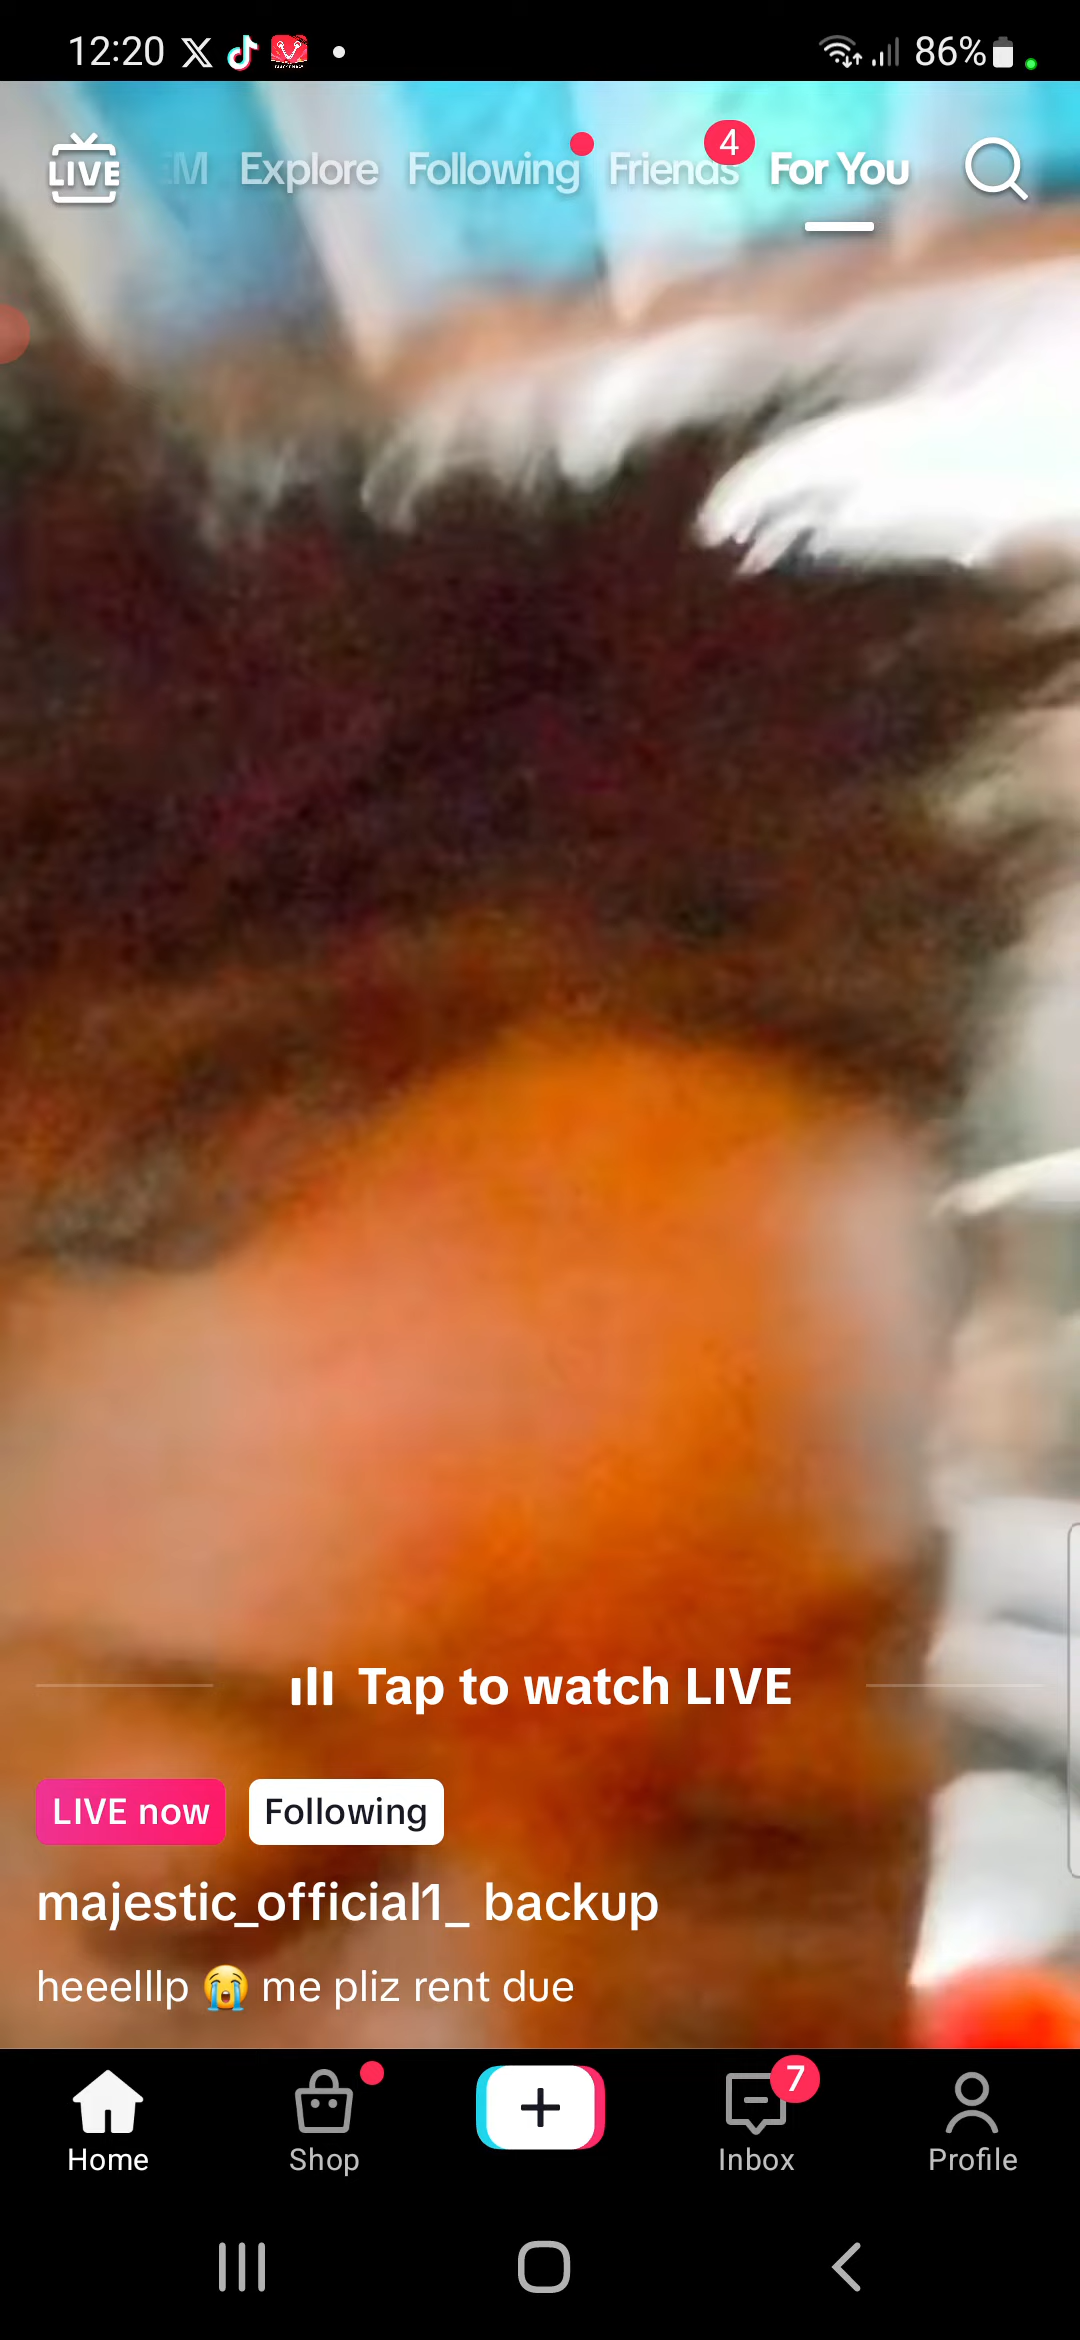 12:20 86%
LIVE EM Explore Following Friends 4 For You
Tap to watch LIVE
LIVE now Following
majestic_official1_ backup
heeelllp 😭 me pliz rent due
7
Home Shop Inbox Profile